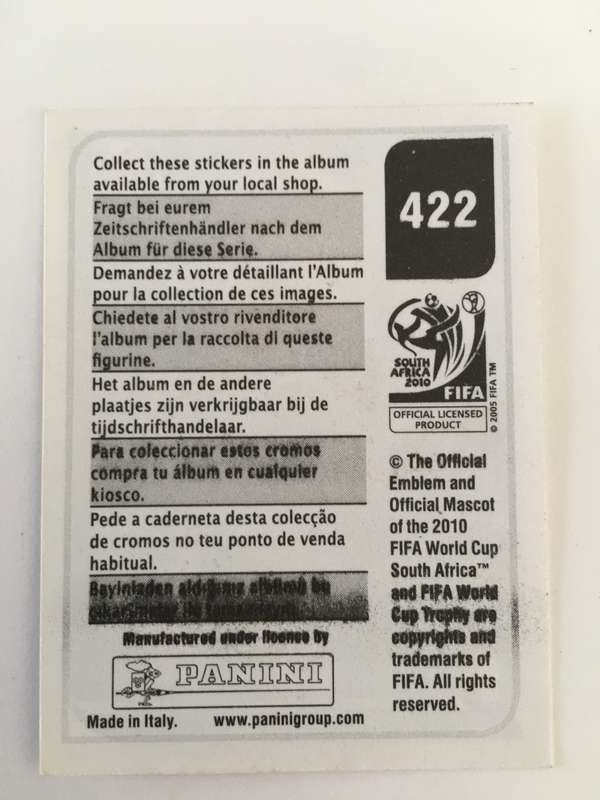 Collect these stickers in the album
available from your local shop.
Fragt bei eurem
Zeitschriftenhändler nach dem
Album für diese Serie.
Demandez à votre détaillant l'Album
pour la collection de ces images.
Chiedete al vostro rivenditore
l'album per la raccolta di queste
figurine.
Het album en de andere
plaatjes zijn verkrijgbaar bij de
tijdschrifthandelaar.
Para coleccionar estos cromos
compra tu álbum en cualquier
kiosco.
Pede a caderneta desta colecção
de cromos no teu ponto de venda
habitual.
Manufactured under licence by
PANINI
Made in Italy. www.paninigroup.com
422
SOUTH
AFRICA
2010
FIFA
OFFICIAL LICENSED
PRODUCT
© 2005 FIFA TM
© The Official
Emblem and
Official Mascot
of the 2010
FIFA World Cup
South Africa™
and FIFA World
Cup Trophy are
copyrights and
trademarks of
FIFA. All rights
reserved.